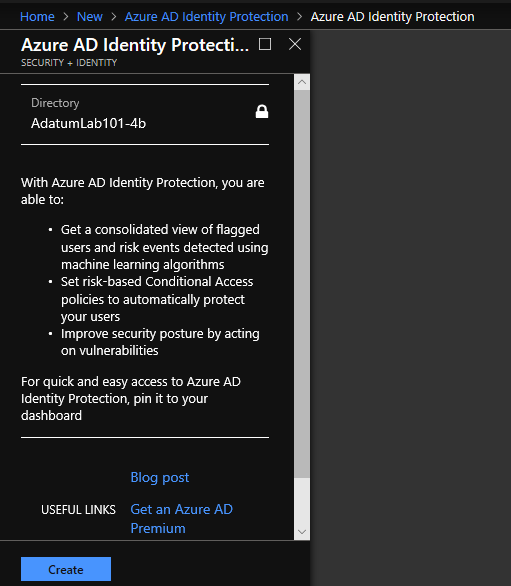 Home > New > Azure AD Identity Protection > Azure AD Identity Protection
Azure AD Identity Protecti...
SECURITY + IDENTITY
Directory
AdatumLab101-4b
With Azure AD Identity Protection, you are
able to:
• Get a consolidated view of flagged
users and risk events detected using
machine learning algorithms
• Set risk-based Conditional Access
policies to automatically protect
your users
• Improve security posture by acting
on vulnerabilities
For quick and easy access to Azure AD
Identity Protection, pin it to your
dashboard
Blog post
USEFUL LINKS Get an Azure AD
Premium
Create